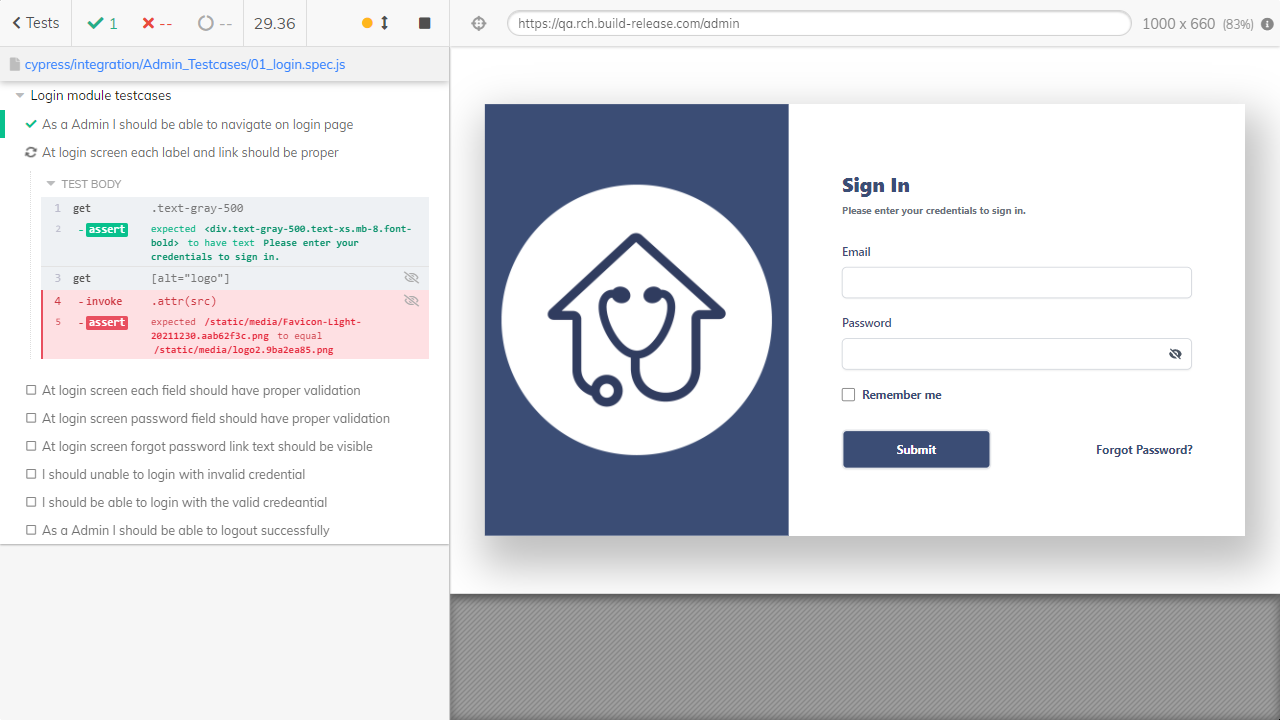 Tests
1
--
--
29.36
https://qa.rch.build-release.com/admin
1000 x 660 (83%)
cypress/integration/Admin_Testcases/01_login.spec.js
Login module testcases
As a Admin I should be able to navigate on login page
At login screen each label and link should be proper
TEST BODY
1 get .text-gray-500
2 -assert expected <div.text-gray-500.text-xs.mb-8.font-
bold> to have text Please enter your
credentials to sign in.
3 get [alt="logo"]
4 -invoke .attr(src)
5 -assert expected /static/media/Favicon-Light-
20211230.aab62f3c.png to equal
/static/media/logo2.9ba2ea85.png
At login screen each field should have proper validation
At login screen password field should have proper validation
At login screen forgot password link text should be visible
I should unable to login with invalid credential
I should be able to login with the valid credeantial
As a Admin I should be able to logout successfully
Sign In
Please enter your credentials to sign in.
Email
Password
Remember me
Submit
Forgot Password?